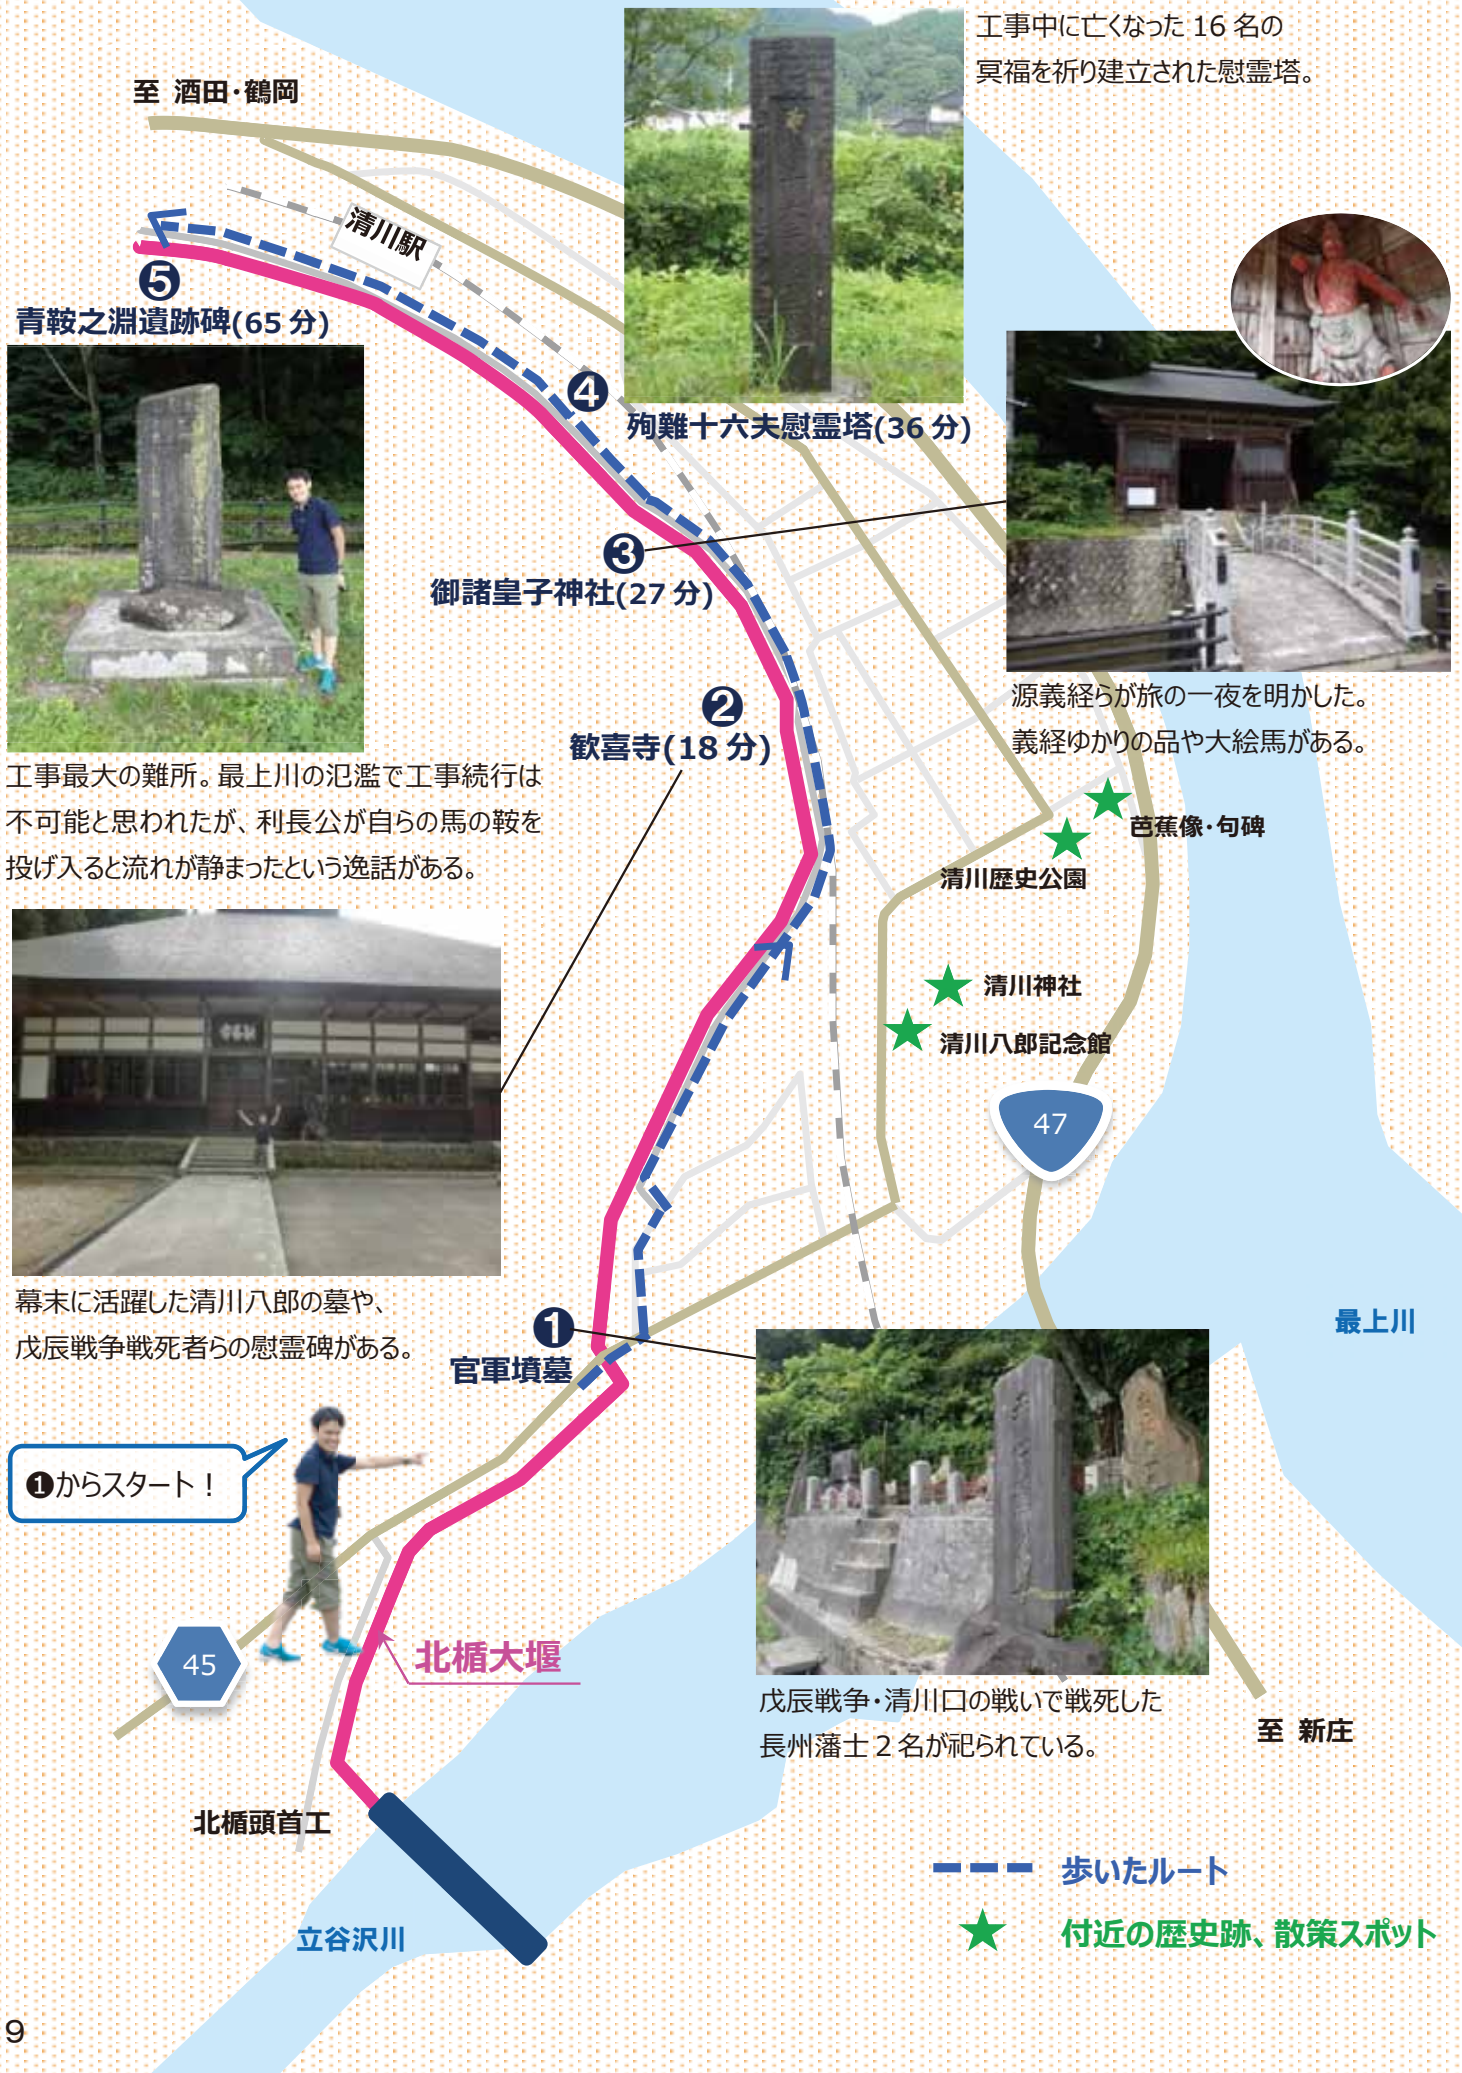 工事中に亡くなった 16 名の
冥福を祈り建立された慰霊塔。
至 酒田・鶴岡
清川駅
❺
青鞍之淵遺跡碑(65 分)
❹
殉難十六夫慰霊塔(36 分)
❸
御諸皇子神社(27 分)
源義経らが旅の一夜を明かした。
義経ゆかりの品や大絵馬がある。
❷
歓喜寺(18 分)
工事最大の難所。最上川の氾濫で工事続行は
不可能と思われたが、利長公が自らの馬の鞍を
投げ入ると流れが静まったという逸話がある。
芭蕉像・句碑
清川歴史公園
清川神社
清川八郎記念館
47
幕末に活躍した清川八郎の墓や、
戊辰戦争戦死者らの慰霊碑がある。
❶
官軍墳墓
最上川
❶からスタート！
45
北楯大堰
戊辰戦争・清川口の戦いで戦死した
長州藩士 2 名が祀られている。
至 新庄
北楯頭首工
立谷沢川
歩いたルート
付近の歴史跡、散策スポット
9